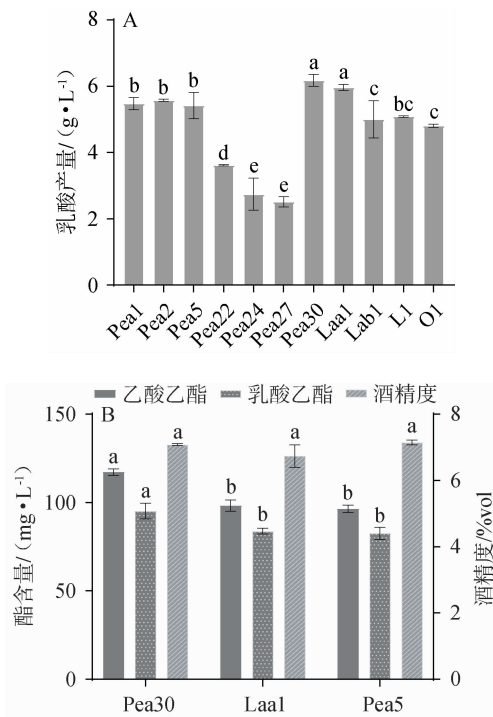 A
乳酸产量/(g·L⁻¹)
8
6
4
2
0
b b b d e e a a c bc c
Pea1 Pea2 Pea5 Pea22 Pea24 Pea27 Pea30 Laa1 Lab1 L1 O1
乙酸乙酯 乳酸乙酯 酒精度
B
酯含量/(mg·L⁻¹)
150
100
50
0
a a a b b a b b a
8
6
4
2
0
酒精度/%vol
Pea30 Laa1 Pea5